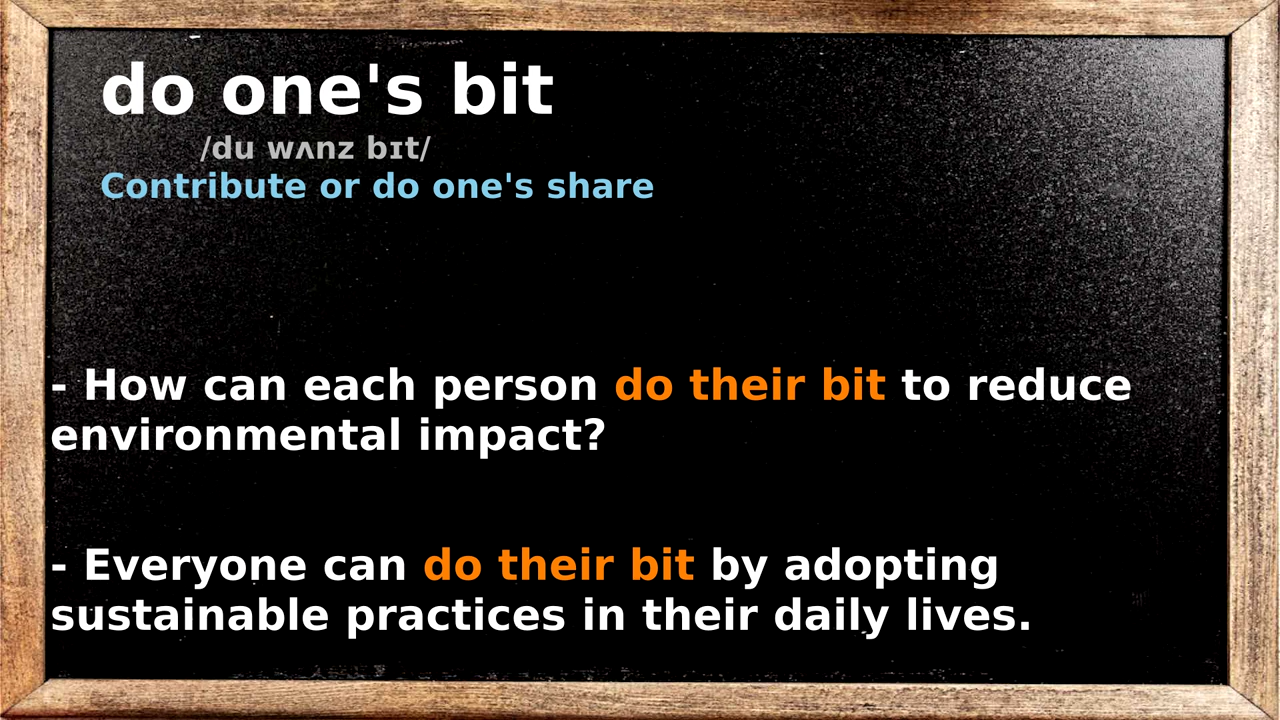 do one's bit
/du wʌnz bɪt/
Contribute or do one's share
- How can each person do their bit to reduce
environmental impact?
- Everyone can do their bit by adopting
sustainable practices in their daily lives.